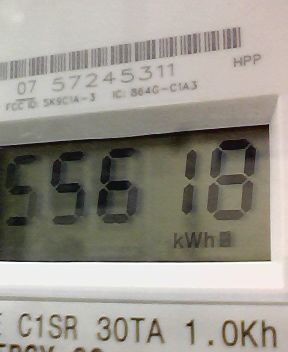 HPP
07 57245311
FCC ID: SK9C1A-3 IC: 864G-C1A3
55618
kWh
C1SR 30TA 1.0Kh